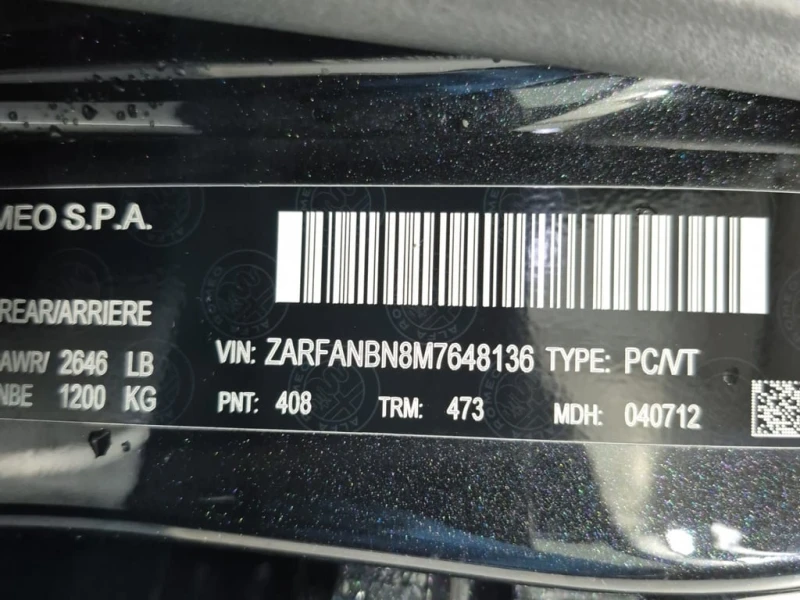 MEO S.P.A.
REAR/ARRIERE
AWR/ 2646 LB
NBE 1200 KG
VIN: ZARFANBN8M7648136 TYPE: PC/VT
PNT: 408 TRM: 473 MDH: 040712